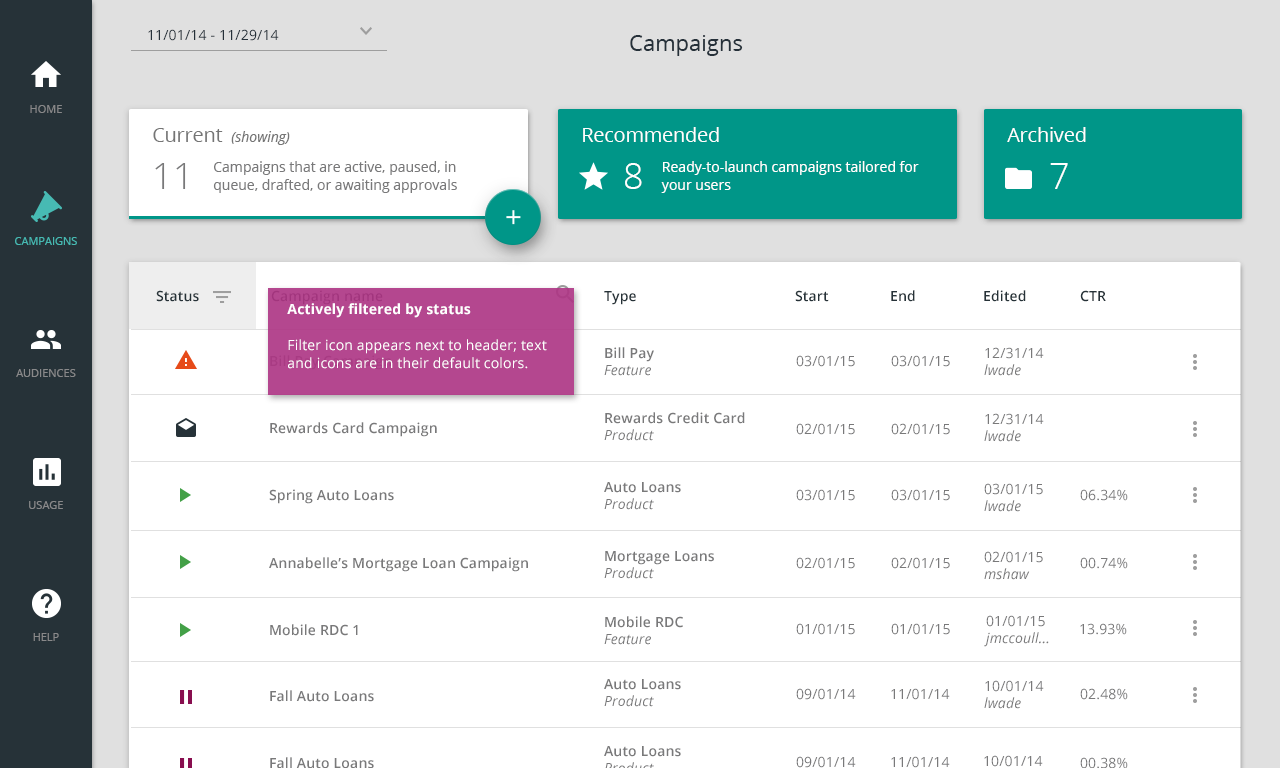 11/01/14 - 11/29/14
Campaigns
HOME
CAMPAIGNS
AUDIENCES
USAGE
HELP
Current (showing)
11
Campaigns that are active, paused, in
queue, drafted, or awaiting approvals
+
Recommended
8
Ready-to-launch campaigns tailored for
your users
Archived
7
Status
Campaign name
Type
Start
End
Edited
CTR
Actively filtered by status
Filter icon appears next to header; text
and icons are in their default colors.
Bill Pay
Feature
03/01/15
03/01/15
12/31/14
lwade
Rewards Card Campaign
Rewards Credit Card
Product
02/01/15
02/01/15
12/31/14
lwade
Spring Auto Loans
Auto Loans
Product
03/01/15
03/01/15
03/01/15
lwade
06.34%
Annabelle’s Mortgage Loan Campaign
Mortgage Loans
Product
02/01/15
02/01/15
02/01/15
mshaw
00.74%
Mobile RDC 1
Mobile RDC
Feature
01/01/15
01/01/15
01/01/15
jmccoull...
13.93%
Fall Auto Loans
Auto Loans
Product
09/01/14
11/01/14
10/01/14
lwade
02.48%
Fall Auto Loans
Auto Loans
Product
09/01/14
11/01/14
10/01/14
00.38%